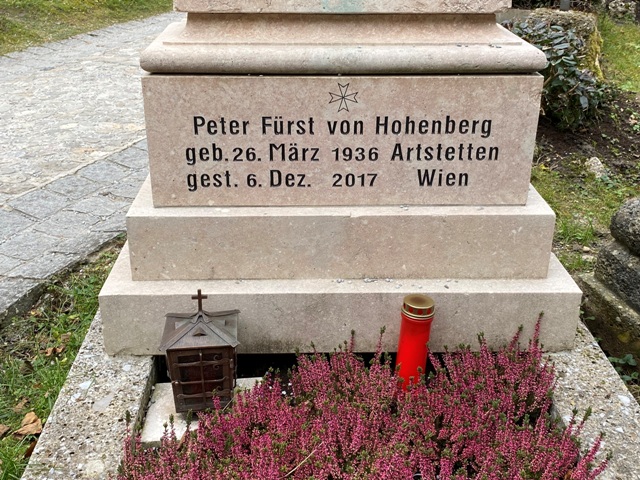 Peter Fürst von Hohenberg
geb. 26. März 1936 Artstetten
gest. 6. Dez. 2017 Wien